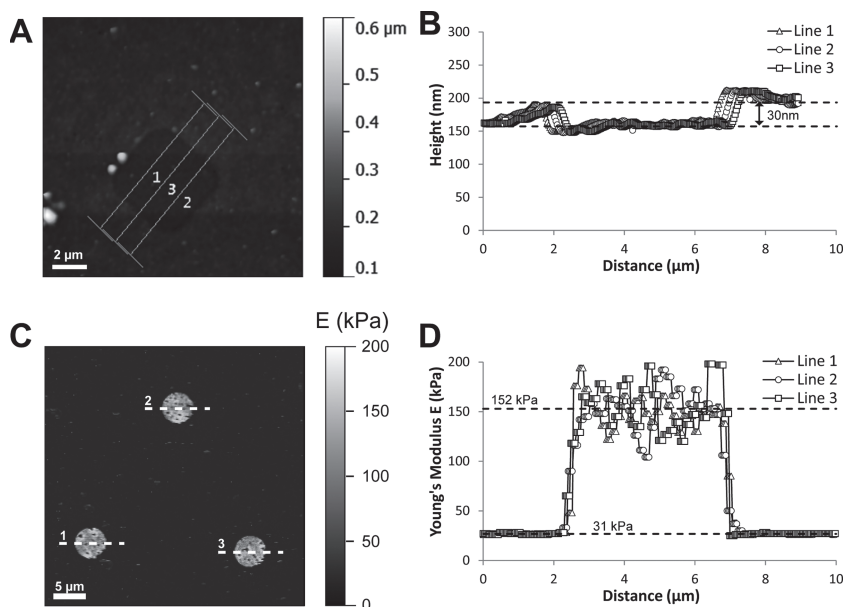 A
1
3
2
2 μm
0.6 μm
0.5
0.4
0.3
0.2
0.1
B
Height (nm)
300
250
200
150
100
50
0
0 2 4 6 8 10
Distance (μm)
Line 1
Line 2
Line 3
30nm
C
2
1
3
5 μm
E (kPa)
200
150
100
50
0
D
Young's Modulus E (kPa)
200
150
100
50
0
0 2 4 6 8 10
Distance (μm)
Line 1
Line 2
Line 3
152 kPa
31 kPa